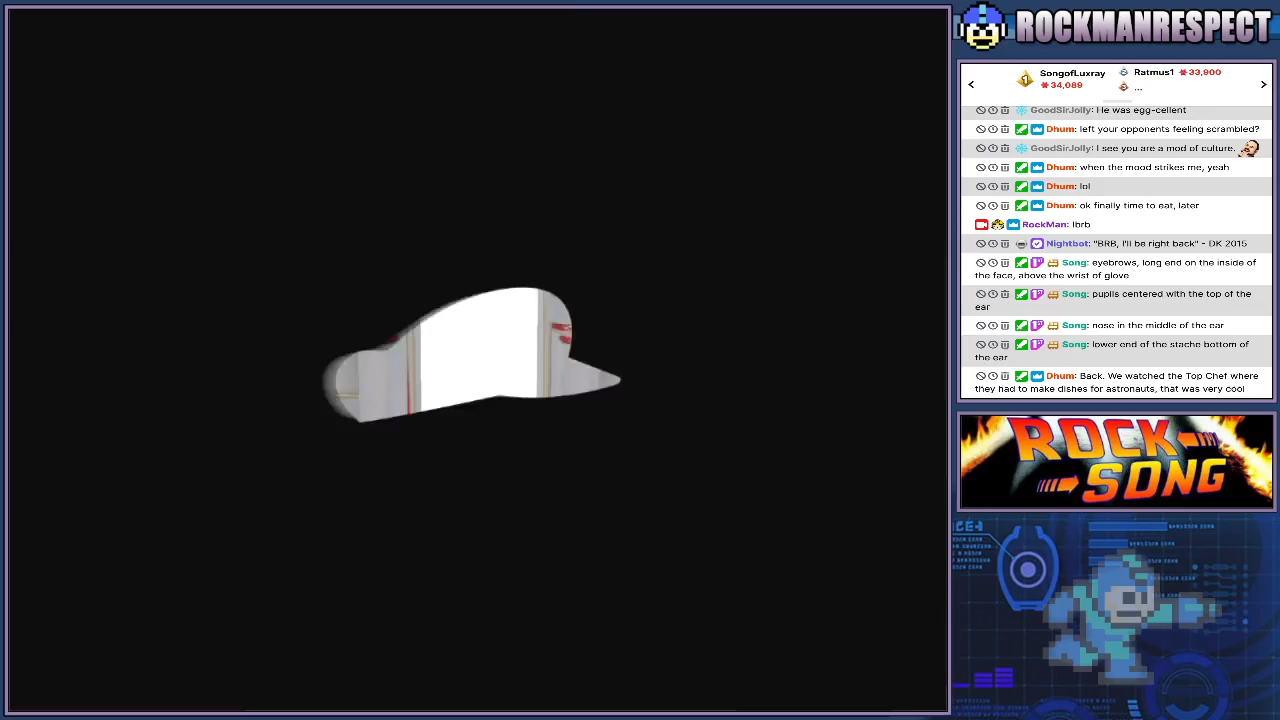 ROCKMANRESPECT
SongofLuxray
34,089
Ratmus1 33,900
...
GoodSirJolly: He was egg-cellent
Dhum: left your opponents feeling scrambled?
GoodSirJolly: I see you are a mod of culture.
Dhum: when the mood strikes me, yeah
Dhum: lol
Dhum: ok finally time to eat, later
RockMan: !brb
Nightbot: "BRB, I'll be right back" - DK 2015
Song: eyebrows, long end on the inside of
the face, above the wrist of glove
Song: pupils centered with the top of the
ear
Song: nose in the middle of the ear
Song: lower end of the stache bottom of
the ear
Dhum: Back. We watched the Top Chef where
they had to make dishes for astronauts, that was very cool
ROCK
SONG